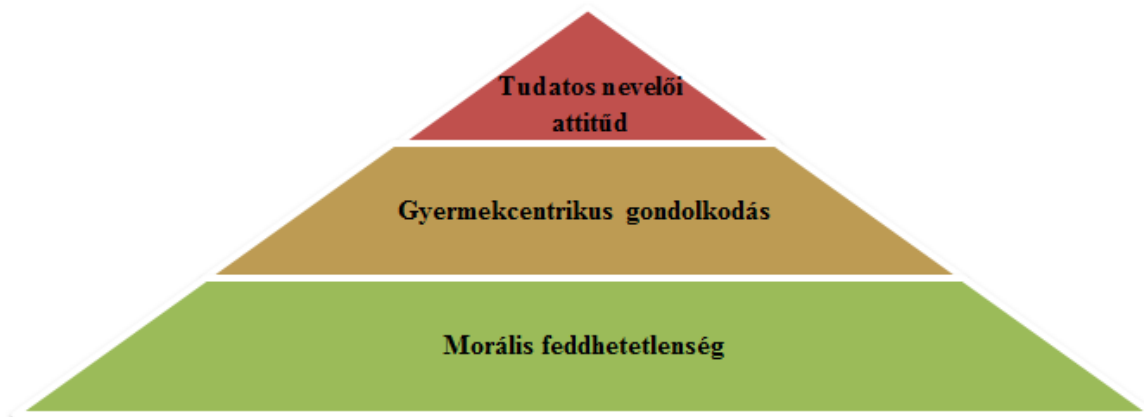 Tudatos nevelői
attitűd
Gyermekcentrikus gondolkodás
Morális feddhetetlenség